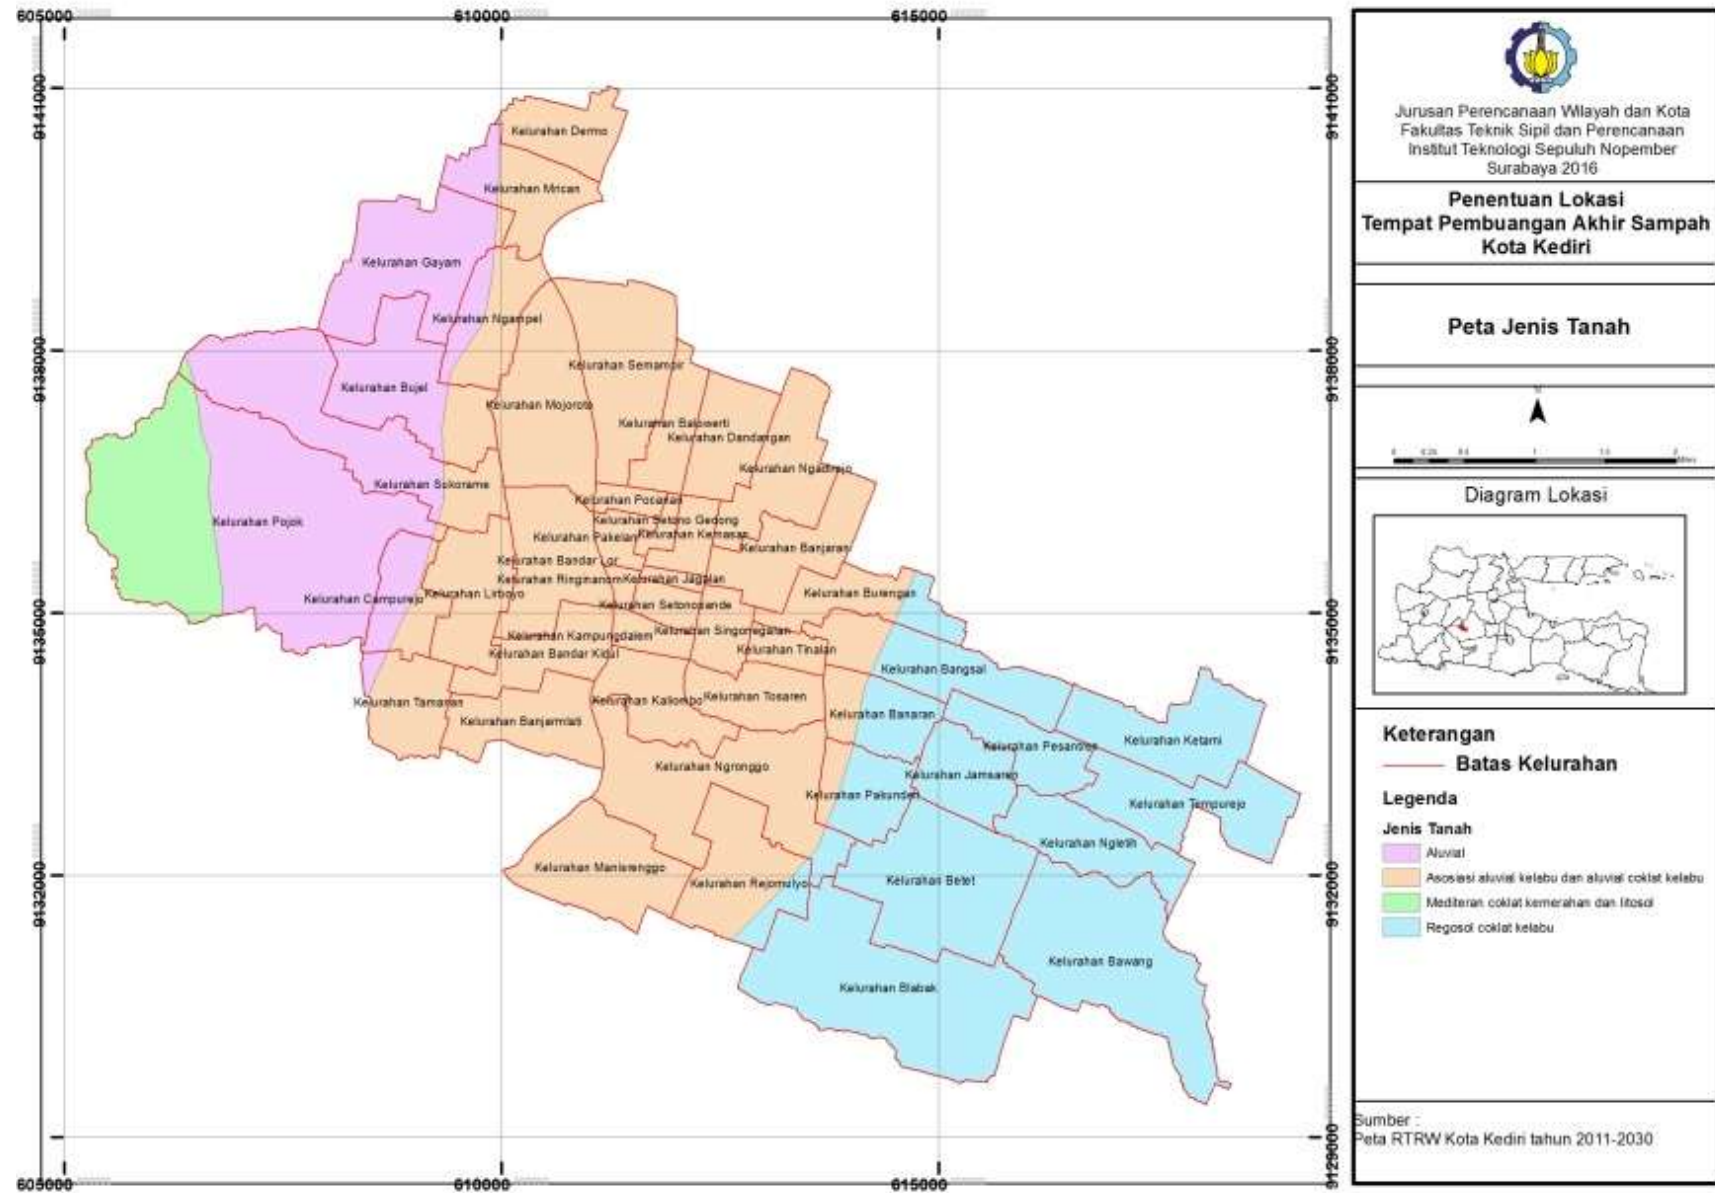 605000
610000
615000
9141000
9141000
Kelurahan Dermo
Kelurahan Mrican
Kelurahan Gayam
Kelurahan Ngampel
9138000
9138000
Kelurahan Semampir
Kelurahan Bujel
Kelurahan Mojoroto
Kelurahan Balowerti
Kelurahan Dandangan
Kelurahan Ngadirejo
Kelurahan Sukorame
Kelurahan Pocanan
Kelurahan Pojok
Kelurahan Setono Gedong
Kelurahan Pakelan
Kelurahan Kemasan
Kelurahan Banjaran
Kelurahan Bandar Lor
Kelurahan Ringinanom
Kelurahan Jagalan
Kelurahan Lirboyo
Kelurahan Campurejo
Kelurahan Burengan
Kelurahan Setonopande
9135000
9135000
Kelurahan Kampungdalem
Kelurahan Singonegaran
Kelurahan Bandar Kidul
Kelurahan Tinalan
Kelurahan Bangsal
Kelurahan Tamanan
Kelurahan Kaliombo
Kelurahan Tosaren
Kelurahan Banjarmlati
Kelurahan Banaran
Kelurahan Pesantren
Kelurahan Ketami
Kelurahan Ngronggo
Kelurahan Jamsaren
Kelurahan Pakunden
Kelurahan Tempurejo
Kelurahan Ngletih
Kelurahan Manisrenggo
Kelurahan Rejomulyo
Kelurahan Betet
9132000
9132000
Kelurahan Bawang
Kelurahan Blabak
9129000
605000
610000
615000
Jurusan Perencanaan Wilayah dan Kota
Fakultas Teknik Sipil dan Perencanaan
Institut Teknologi Sepuluh Nopember
Surabaya 2016
Penentuan Lokasi
Tempat Pembuangan Akhir Sampah
Kota Kediri
Peta Jenis Tanah
N
Diagram Lokasi
Keterangan
Batas Kelurahan
Legenda
Jenis Tanah
Aluvial
Asosiasi aluvial kelabu dan aluvial coklat kelabu
Mediteran coklat kemerahan dan litosol
Regosol coklat kelabu
Sumber :
Peta RTRW Kota Kediri tahun 2011-2030